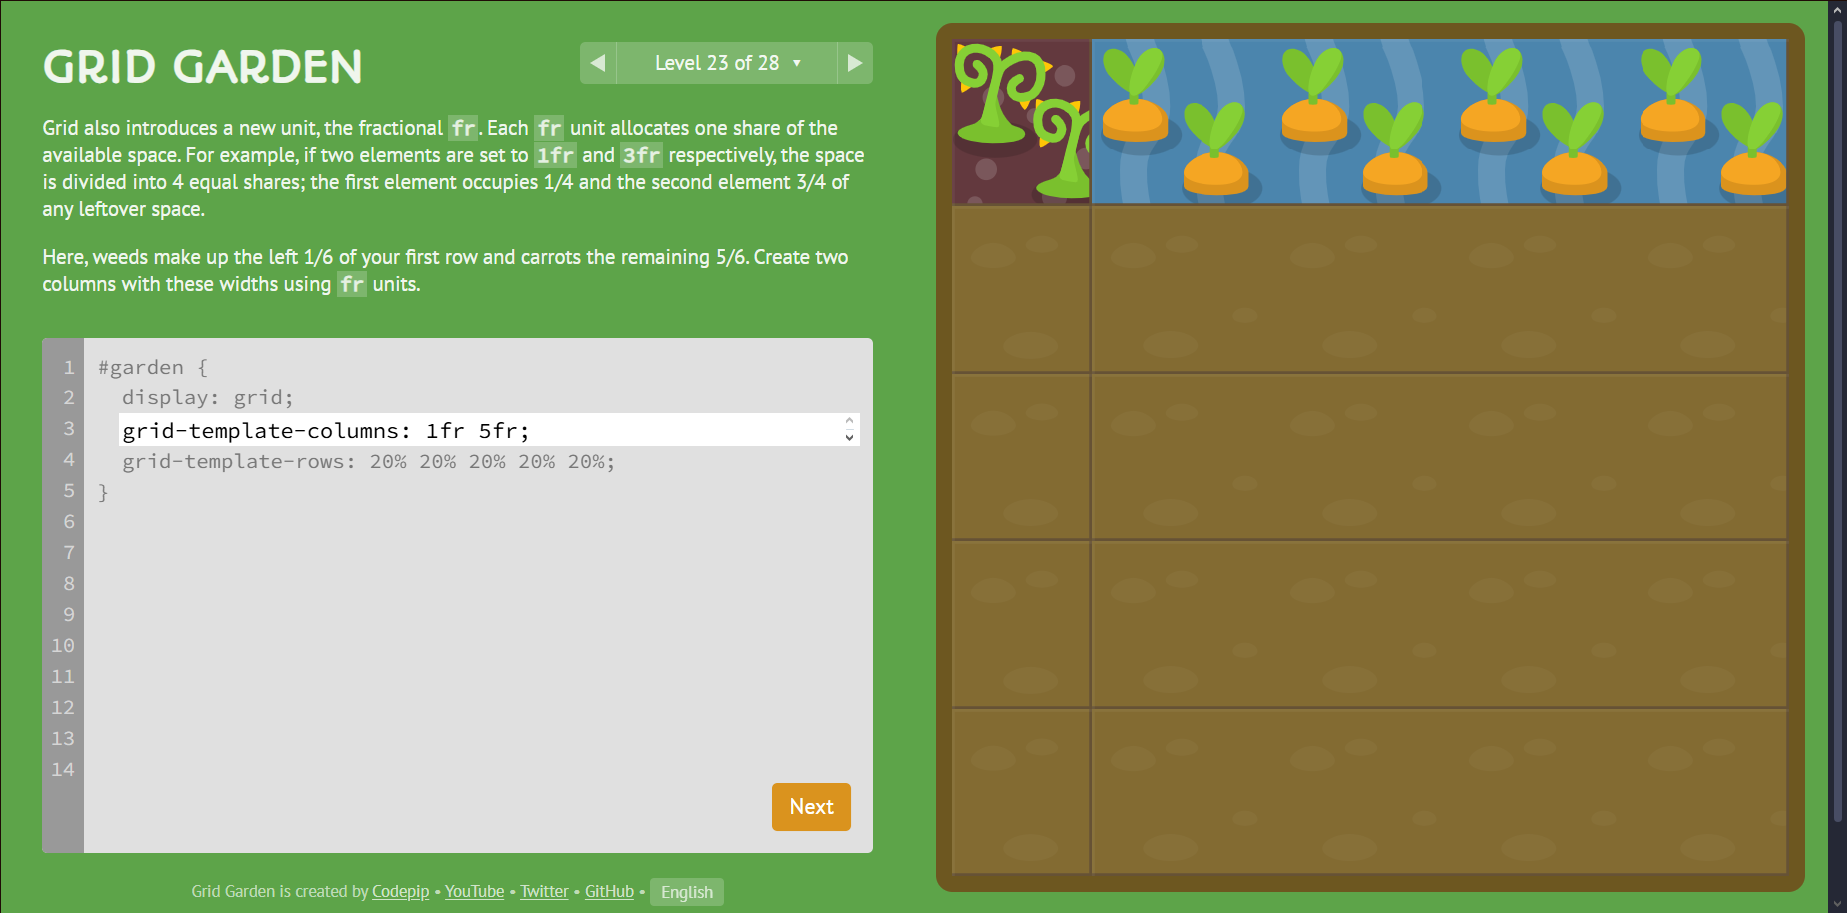 GRID GARDEN
◀ Level 23 of 28 ▼ ▶
Grid also introduces a new unit, the fractional fr. Each fr unit allocates one share of the
available space. For example, if two elements are set to 1fr and 3fr respectively, the space
is divided into 4 equal shares; the first element occupies 1/4 and the second element 3/4 of
any leftover space.
Here, weeds make up the left 1/6 of your first row and carrots the remaining 5/6. Create two
columns with these widths using fr units.
1 #garden {
2 display: grid;
3 grid-template-columns: 1fr 5fr;
4 grid-template-rows: 20% 20% 20% 20% 20%;
5 }
6
7
8
9
10
11
12
13
14
Next
Grid Garden is created by Codepip • YouTube • Twitter • GitHub • English